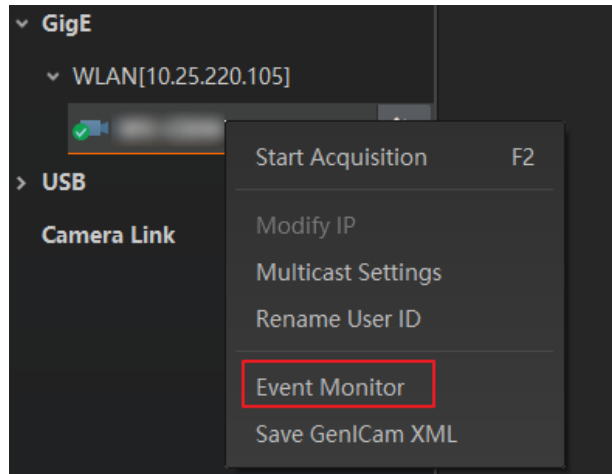 GigE
WLAN[10.25.220.105]
Start Acquisition F2
USB
Modify IP
Camera Link
Multicast Settings
Rename User ID
Event Monitor
Save GenICam XML